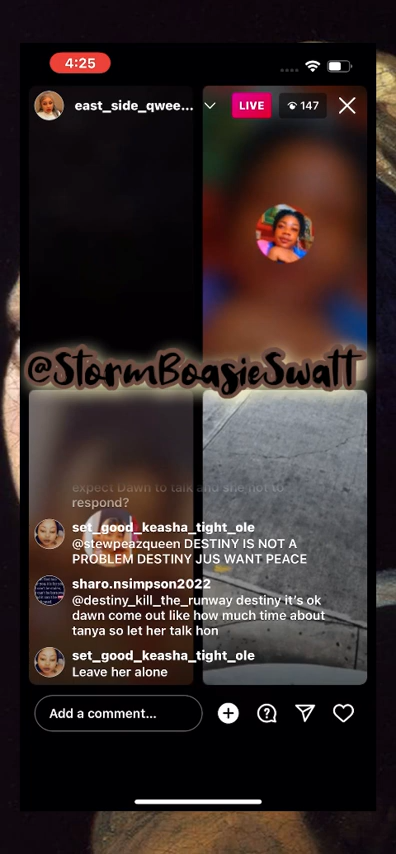 4:25
east_side_qwee...
LIVE
147
@StormBoasieSwatt
expect Dawn to talk and she not to
respond?
set_good_keasha_tight_ole
@stewpeazqueen DESTINY IS NOT A
PROBLEM DESTINY JUS WANT PEACE
sharo.nsimpson2022
@destiny_kill_the_runway destiny it's ok
dawn come out like how much time about
tanya so let her talk hon
set_good_keasha_tight_ole
Leave her alone
Add a comment...